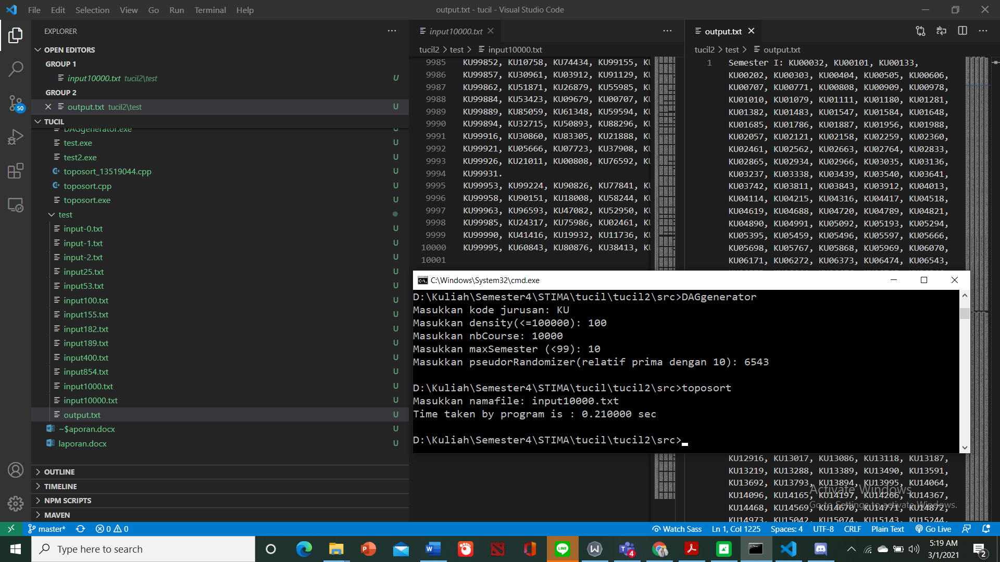 File Edit Selection View Go Run Terminal Help
output.txt - tucil - Visual Studio Code
EXPLORER
OPEN EDITORS
GROUP 1
input10000.txt tucil2\test U
GROUP 2
output.txt tucil2\test U
TUCIL
DAGgenerator.exe U
test.exe U
test2.exe U
toposort_13519044.cpp U
toposort.cpp U
toposort.exe U
test
input-0.txt U
input-1.txt U
input-2.txt U
input25.txt U
input53.txt U
input100.txt U
input155.txt U
input182.txt U
input189.txt U
input400.txt U
input854.txt U
input1000.txt U
input10000.txt U
output.txt U
~$aporan.docx U
laporan.docx U
OUTLINE
TIMELINE
NPM SCRIPTS
MAVEN
50
input10000.txt
tucil2 > test > input10000.txt
9985 KU99852, KU10758, KU74434, KU99155, KU
9986 KU99857, KU30961, KU03912, KU91129, KU
9987 KU99862, KU51871, KU26879, KU55985, KU
9988 KU99884, KU53423, KU09679, KU00707, KU
9989 KU99889, KU85059, KU61348, KU59594, KU
9990 KU99894, KU32715, KU50893, KU88296, KU
9991 KU99916, KU30860, KU83305, KU21888, KU
9992 KU99921, KU05666, KU07723, KU37908, KU
9993 KU99926, KU21011, KU00808, KU76592, KU
9994 KU99931.
9995 KU99953, KU99224, KU90826, KU77841, KU
9996 KU99958, KU90151, KU18008, KU58244, KU
9997 KU99963, KU96593, KU47082, KU52950, KU
9998 KU99985, KU24317, KU75986, KU02461, KU
9999 KU99990, KU41416, KU19932, KU11736, KU
10000 KU99995, KU60843, KU80876, KU38413, KU
10001
output.txt
tucil2 > test > output.txt
1 Semester I: KU00032, KU00101, KU00133,
KU00202, KU00303, KU00404, KU00505, KU00606,
KU00707, KU00771, KU00808, KU00909, KU00978,
KU01010, KU01079, KU01111, KU01180, KU01281,
KU01382, KU01483, KU01547, KU01584, KU01648,
KU01685, KU01786, KU01887, KU01956, KU01988,
KU02057, KU02121, KU02158, KU02259, KU02360,
KU02461, KU02562, KU02663, KU02764, KU02833,
KU02865, KU02934, KU02966, KU03035, KU03136,
KU03237, KU03338, KU03439, KU03540, KU03641,
KU03742, KU03811, KU03843, KU03912, KU04013,
KU04114, KU04215, KU04316, KU04417, KU04518,
KU04619, KU04688, KU04720, KU04789, KU04821,
KU04890, KU04991, KU05092, KU05193, KU05294,
KU05395, KU05459, KU05496, KU05597, KU05666,
KU05698, KU05767, KU05868, KU05969, KU06070,
KU06171, KU06272, KU06373, KU06474, KU06543,
C:\Windows\System32\cmd.exe
D:\Kuliah\Semester4\STIMA\tucil\tucil2\src>DAGgenerator
Masukkan kode jurusan: KU
Masukkan density(<=100000): 100
Masukkan nbCourse: 10000
Masukkan maxSemester (<99): 10
Masukkan pseudorRandomizer(relatif prima dengan 10): 6543
D:\Kuliah\Semester4\STIMA\tucil\tucil2\src>toposort
Masukkan namafile: input10000.txt
Time taken by program is : 0.210000 sec
D:\Kuliah\Semester4\STIMA\tucil\tucil2\src>
KU12916, KU13017, KU13086, KU13118, KU13187,
KU13219, KU13288, KU13389, KU13490, KU13591,
KU13692, KU13793, KU13894, KU13995, KU14064,
KU14096, KU14165, KU14197, KU14266, KU14367,
KU14468, KU14569, KU14670, KU14771, KU14872,
KU14973, KU15042, KU15074, KU15143, KU15244,
Activate Windows
Go to Settings to activate Windows.
master* 0 0 Watch Sass Ln 1, Col 1225 Spaces: 4 UTF-8 CRLF Plain Text Go Live
Type here to search
LINE
4
5:19 AM
3/1/2021
2